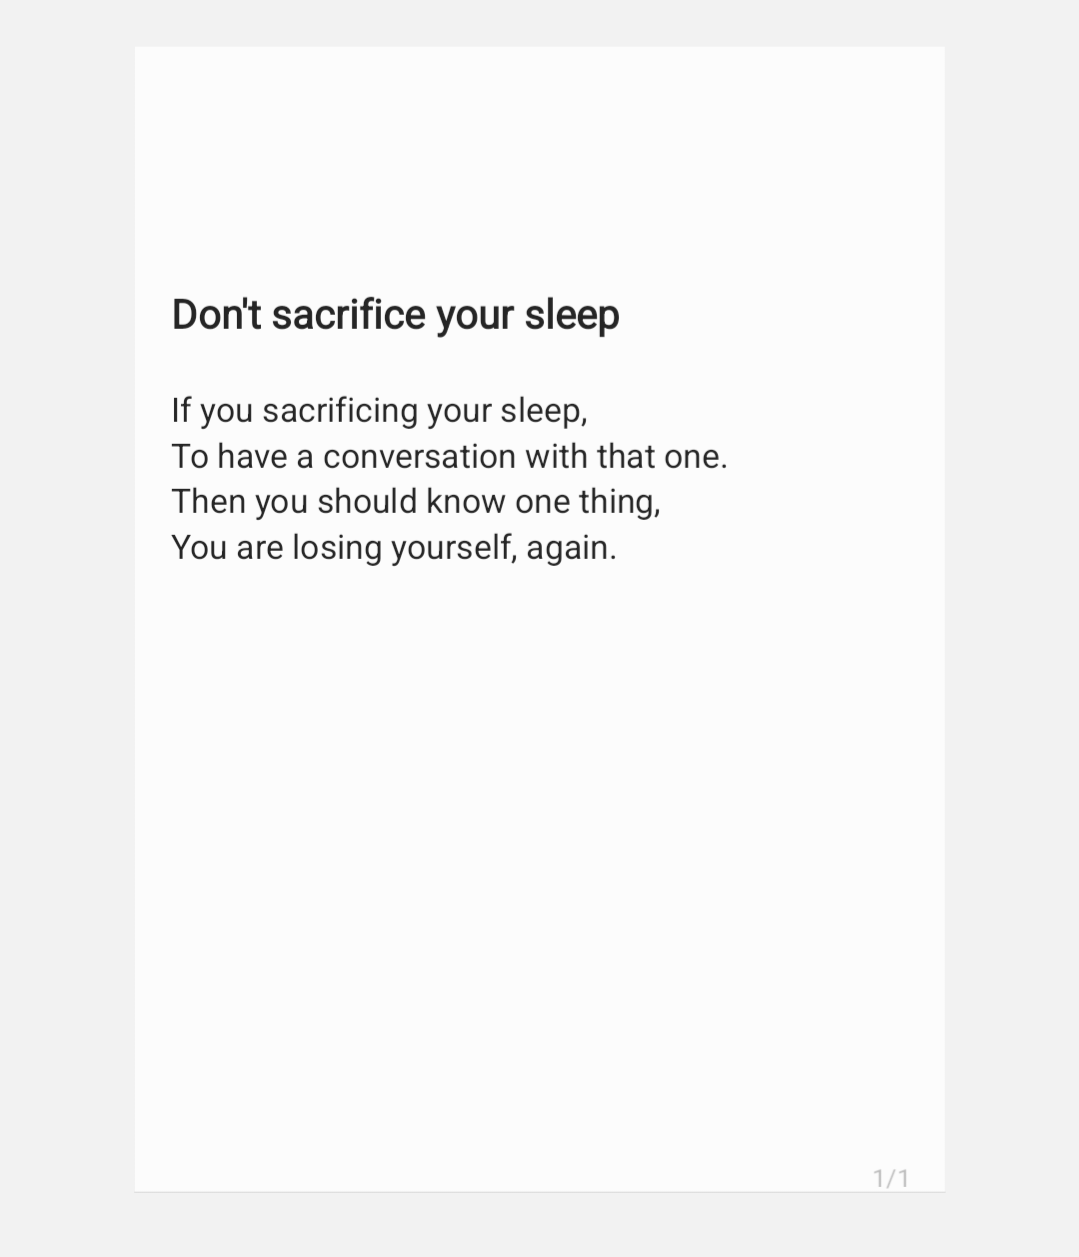 Don't sacrifice your sleep
If you sacrificing your sleep,
To have a conversation with that one.
Then you should know one thing,
You are losing yourself, again.
1/1